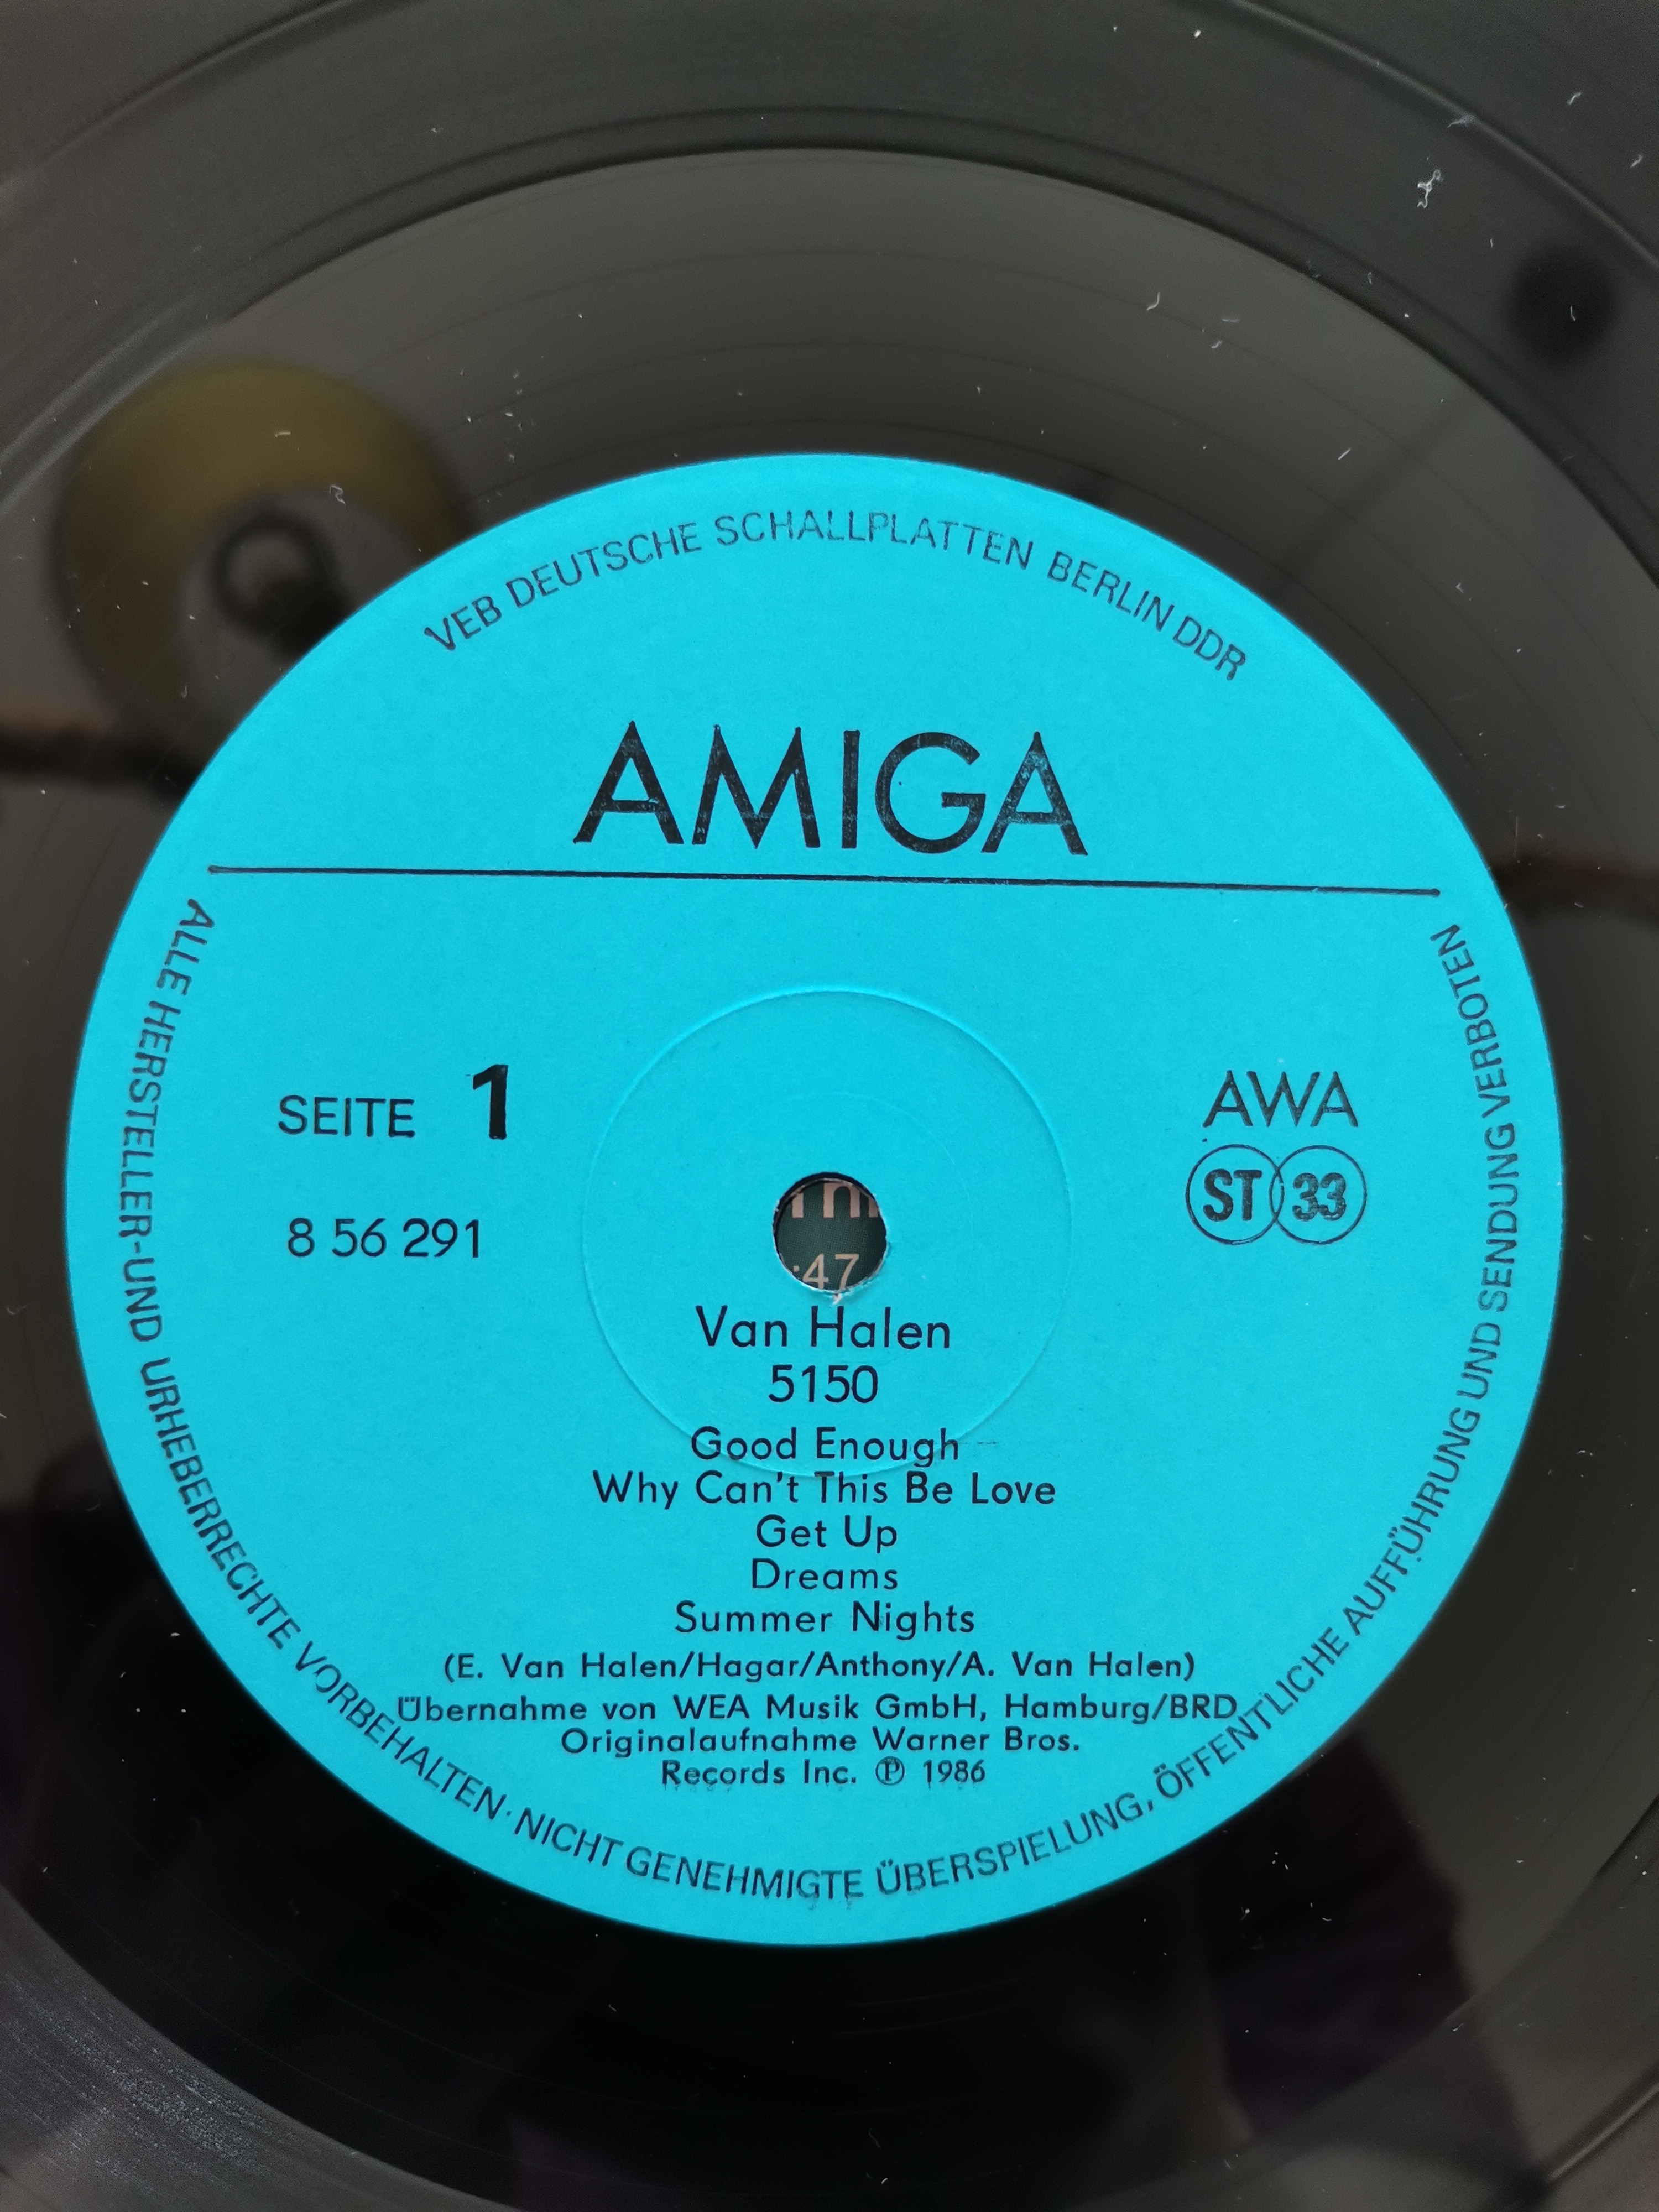 VEB DEUTSCHE SCHALLPLATTEN BERLIN DDR
AMIGA
SEITE 1
8 56 291
AWA
ST 33
:47
Van Halen
5150
Good Enough
Why Can't This Be Love
Get Up
Dreams
Summer Nights
(E. Van Halen/Hagar/Anthony/A. Van Halen)
Übernahme von WEA Musik GmbH, Hamburg/BRD
Originalaufnahme Warner Bros.
Records Inc. ℗ 1986
ALLE HERSTELLER-UND URHEBERRECHTE VORBEHALTEN · NICHT GENEHMIGTE ÜBERSPIELUNG, ÖFFENTLICHE AUFFÜHRUNG UND SENDUNG VERBOTEN